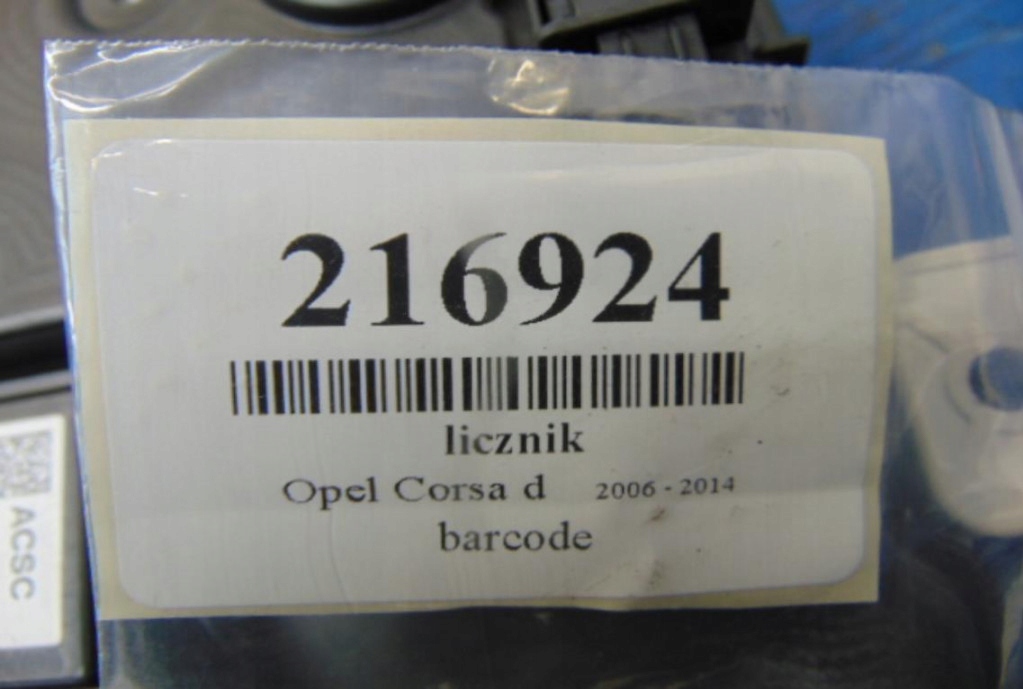 216924
licznik
Opel Corsa d 2006 - 2014
barcode
ACSC